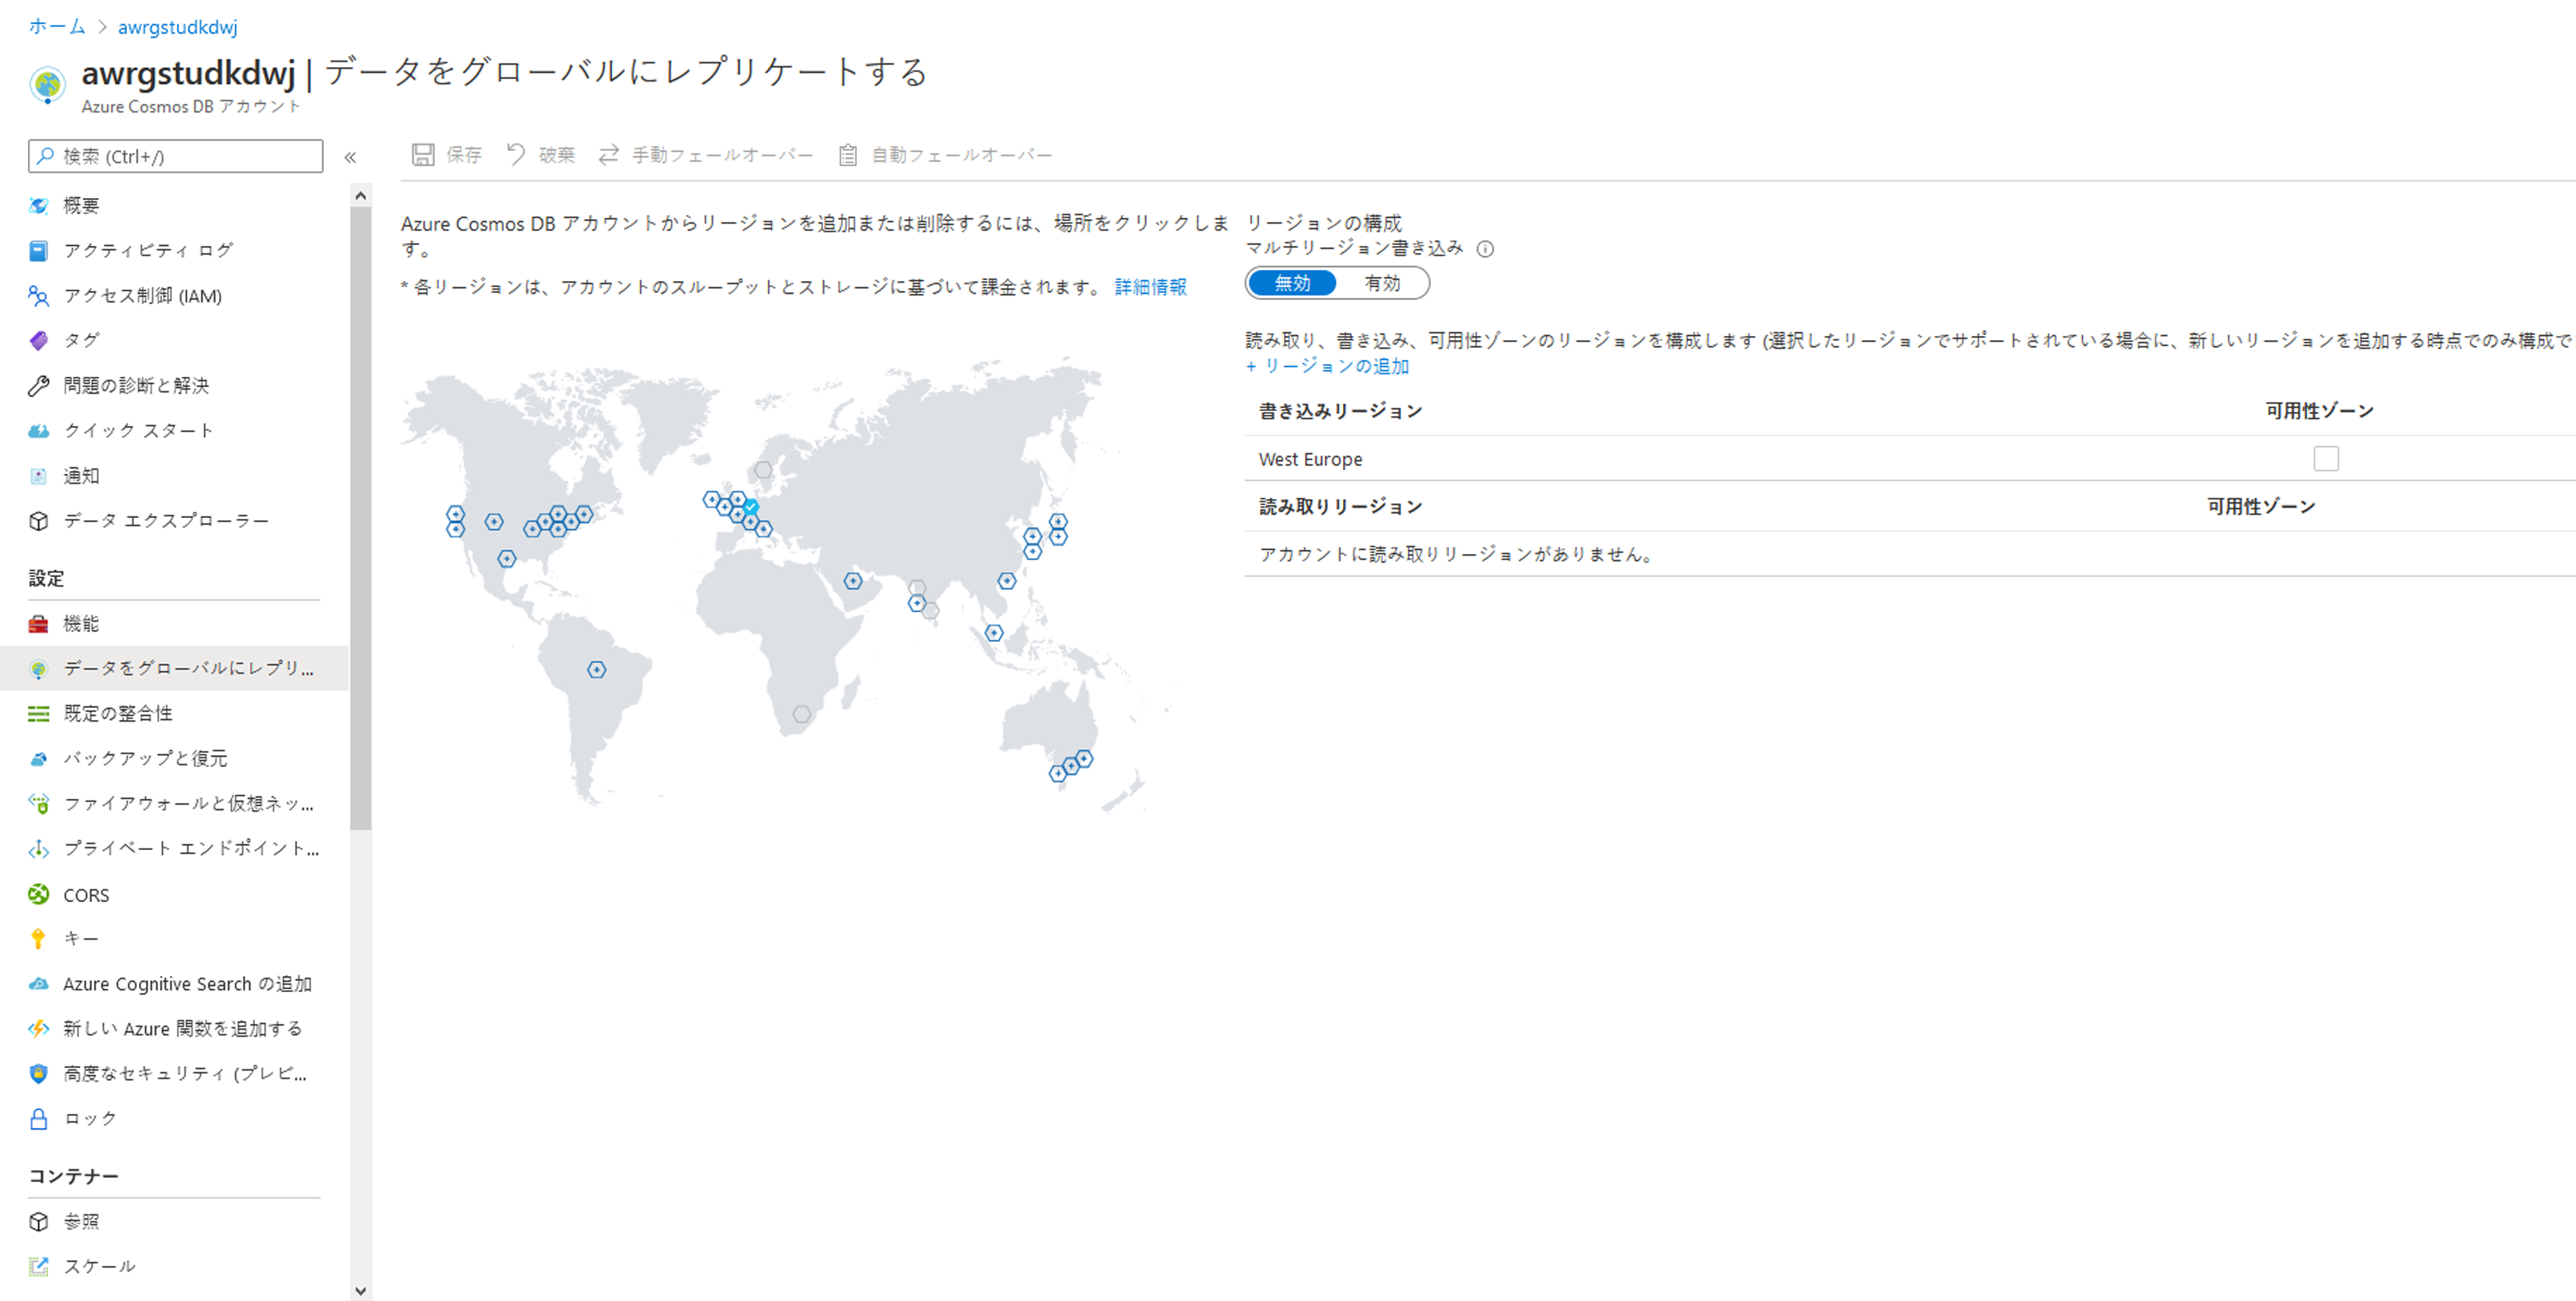 ホーム > awrgstudkdwj
awrgstudkdwj | データをグローバルにレプリケートする
Azure Cosmos DB アカウント
検索 (Ctrl+/)
«
保存 破棄 手動フェールオーバー 自動フェールオーバー
概要
アクティビティ ログ
アクセス制御 (IAM)
タグ
問題の診断と解決
クイック スタート
通知
データ エクスプローラー
設定
機能
データをグローバルにレプリ...
既定の整合性
バックアップと復元
ファイアウォールと仮想ネッ...
プライベート エンドポイント...
CORS
キー
Azure Cognitive Search の追加
新しい Azure 関数を追加する
高度なセキュリティ (プレビ...
ロック
コンテナー
参照
スケール
Azure Cosmos DB アカウントからリージョンを追加または削除するには、場所をクリックしま
す。
* 各リージョンは、アカウントのスループットとストレージに基づいて課金されます。 詳細情報
リージョンの構成
マルチリージョン書き込み
無効 有効
読み取り、書き込み、可用性ゾーンのリージョンを構成します (選択したリージョンでサポートされている場合に、新しいリージョンを追加する時点でのみ構成で
+ リージョンの追加
書き込みリージョン 可用性ゾーン
West Europe
読み取りリージョン 可用性ゾーン
アカウントに読み取りリージョンがありません。